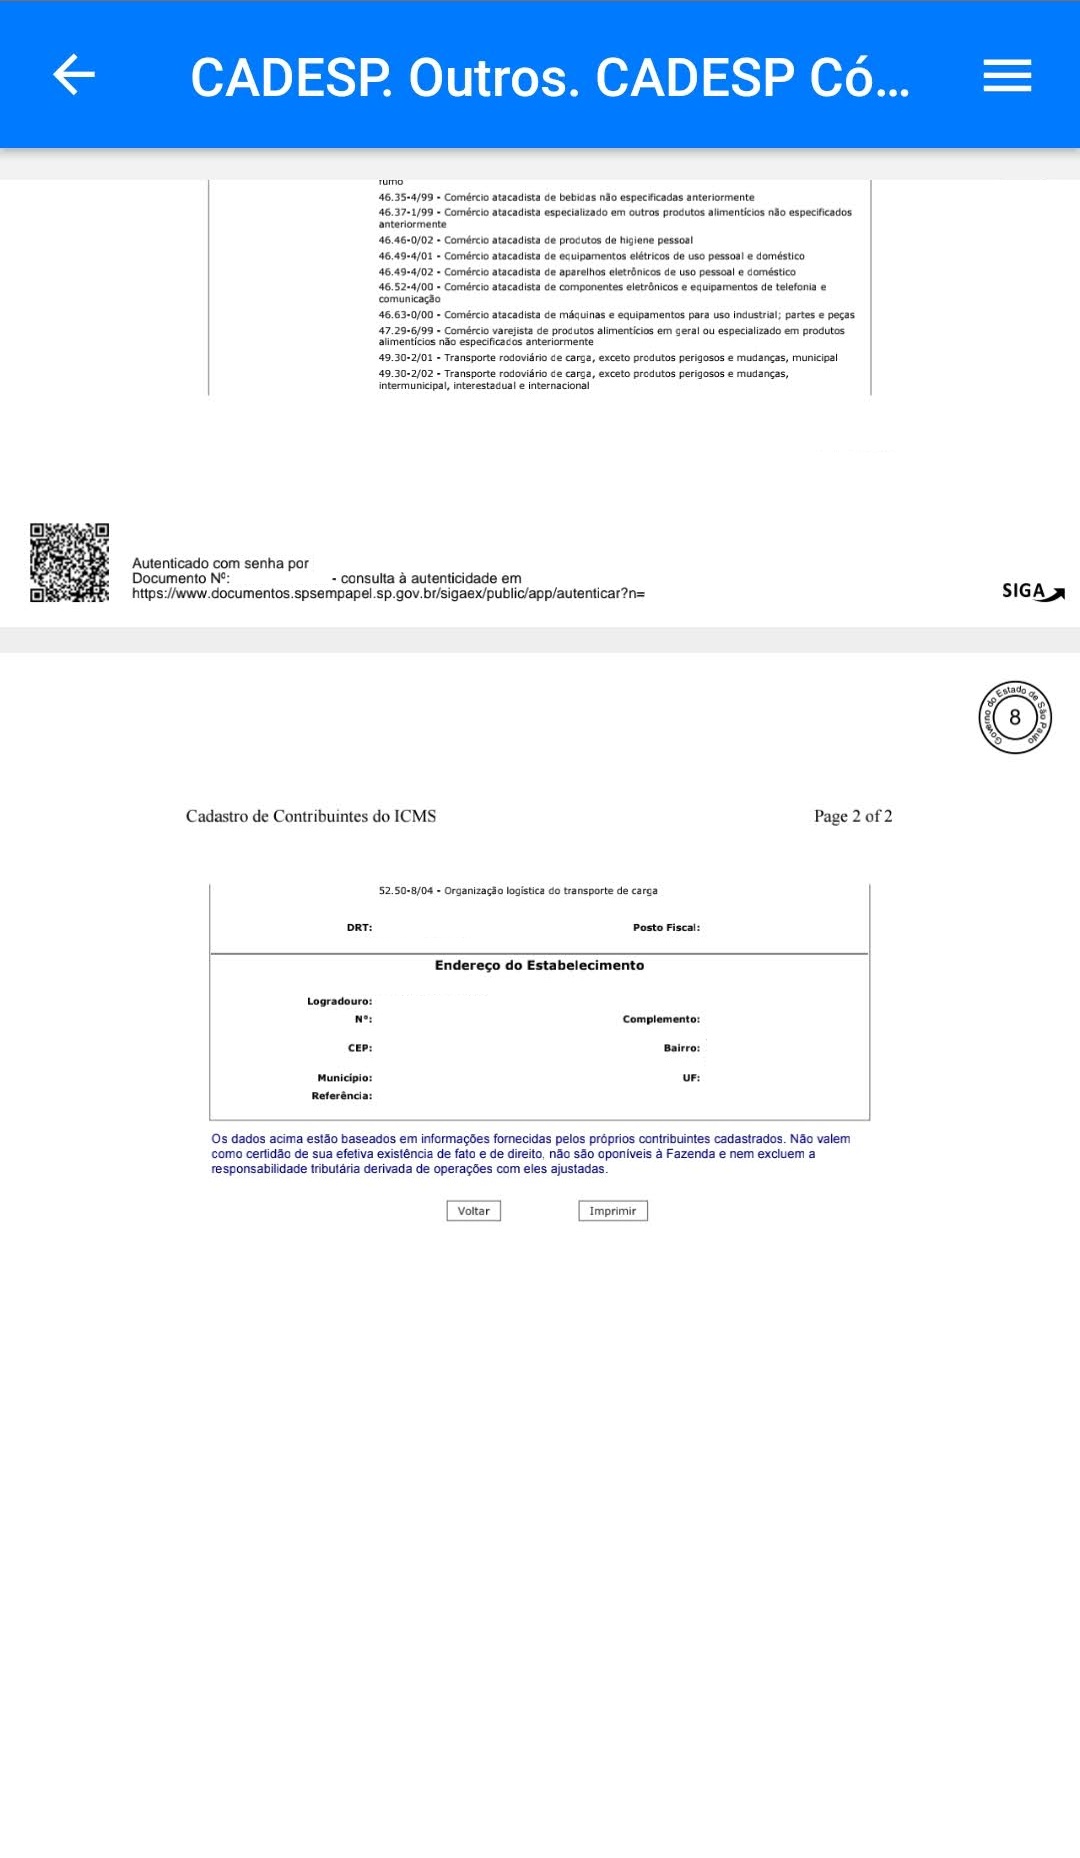 CADESP. Outros. CADESP Có...
fumo
46.35-4/99 - Comércio atacadista de bebidas não especificadas anteriormente
46.37-1/99 - Comércio atacadista especializado em outros produtos alimentícios não especificados
anteriormente
46.46-0/02 - Comércio atacadista de produtos de higiene pessoal
46.49-4/01 - Comércio atacadista de equipamentos elétricos de uso pessoal e doméstico
46.49-4/02 - Comércio atacadista de aparelhos eletrônicos de uso pessoal e doméstico
46.52-4/00 - Comércio atacadista de componentes eletrônicos e equipamentos de telefonia e
comunicação
46.63-0/00 - Comércio atacadista de máquinas e equipamentos para uso industrial; partes e peças
47.29-6/99 - Comércio varejista de produtos alimentícios em geral ou especializado em produtos
alimentícios não especificados anteriormente
49.30-2/01 - Transporte rodoviário de carga, exceto produtos perigosos e mudanças, municipal
49.30-2/02 - Transporte rodoviário de carga, exceto produtos perigosos e mudanças,
intermunicipal, interestadual e internacional
Autenticado com senha por
Documento Nº: - consulta à autenticidade em
https://www.documentos.spsempapel.sp.gov.br/sigaex/public/app/autenticar?n=
SIGA
Governo do Estado de São Paulo
8
Cadastro de Contribuintes do ICMS Page 2 of 2
52.50-8/04 - Organização logística do transporte de carga
DRT: Posto Fiscal:
Endereço do Estabelecimento
Logradouro:
Nº: Complemento:
CEP: Bairro:
Município: UF:
Referência:
Os dados acima estão baseados em informações fornecidas pelos próprios contribuintes cadastrados. Não valem
como certidão de sua efetiva existência de fato e de direito, não são oponíveis à Fazenda e nem excluem a
responsabilidade tributária derivada de operações com eles ajustadas.
Voltar Imprimir